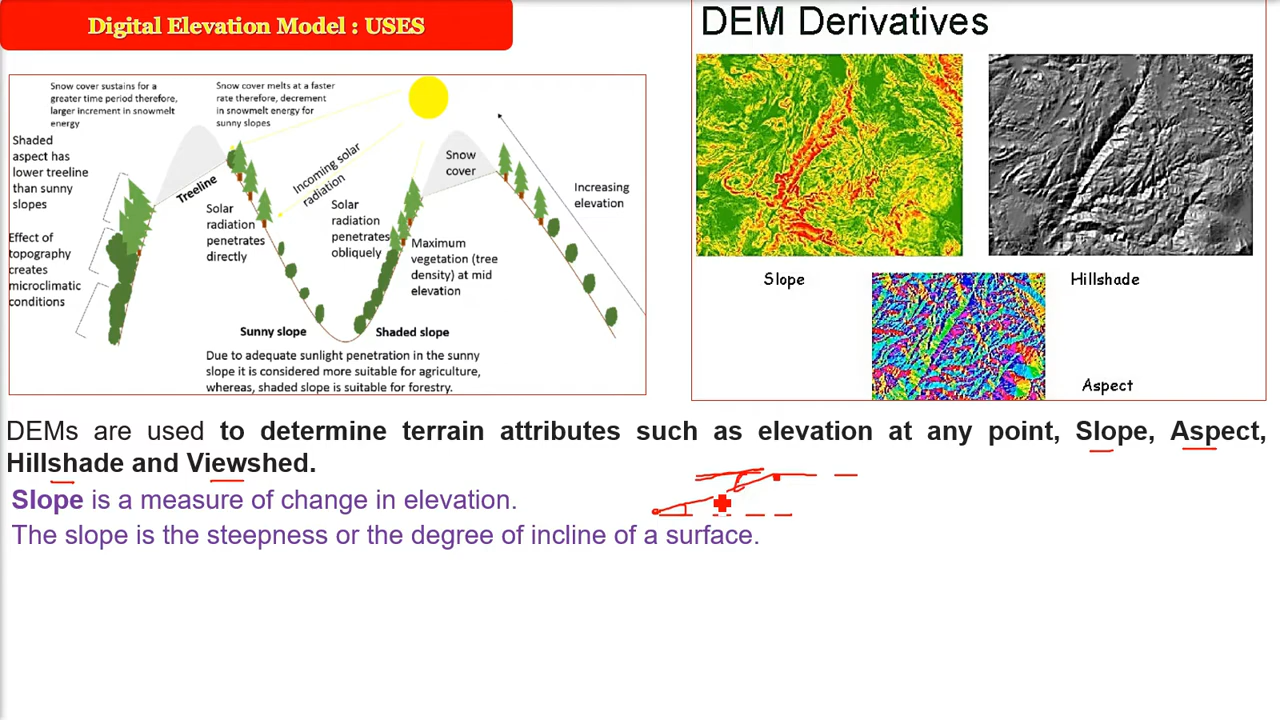 Digital Elevation Model : USES
Snow cover sustains for a
greater time period therefore,
larger increment in snowmelt
energy
Snow cover melts at a faster
rate therefore, decrement
in snowmelt energy for
sunny slopes
Shaded
aspect has
lower treeline
than sunny
slopes
Effect of
topography
creates
microclimatic
conditions
Treeline
Incoming solar
radiation
Solar
radiation
penetrates
directly
Solar
radiation
penetrates
obliquely
Snow
cover
Maximum
vegetation (tree
density) at mid
elevation
Increasing
elevation
Sunny slope
Shaded slope
Due to adequate sunlight penetration in the sunny
slope it is considered more suitable for agriculture,
whereas, shaded slope is suitable for forestry.
DEM Derivatives
Slope
Hillshade
Aspect
DEMs are used to determine terrain attributes such as elevation at any point, Slope, Aspect,
Hillshade and Viewshed.
Slope is a measure of change in elevation.
The slope is the steepness or the degree of incline of a surface.